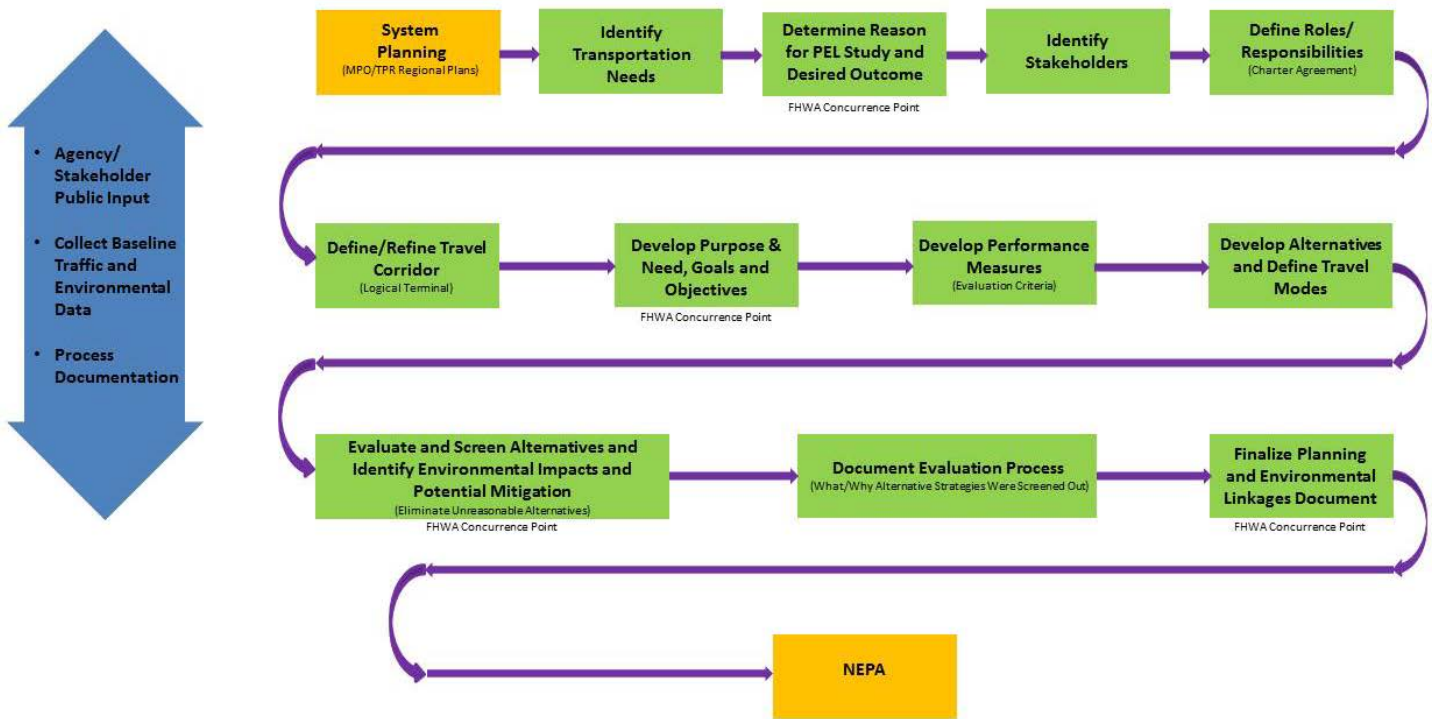 • Agency/
Stakeholder
Public Input
• Collect Baseline
Traffic and
Environmental
Data
• Process
Documentation
System
Planning
(MPO/TPR Regional Plans)
Identify
Transportation
Needs
Determine Reason
for PEL Study and
Desired Outcome
FHWA Concurrence Point
Identify
Stakeholders
Define Roles/
Responsibilities
(Charter Agreement)
Define/Refine Travel
Corridor
(Logical Terminal)
Develop Purpose &
Need, Goals and
Objectives
FHWA Concurrence Point
Develop Performance
Measures
(Evaluation Criteria)
Develop Alternatives
and Define Travel
Modes
Evaluate and Screen Alternatives and
Identify Environmental Impacts and
Potential Mitigation
(Eliminate Unreasonable Alternatives)
FHWA Concurrence Point
Document Evaluation Process
(What/Why Alternative Strategies Were Screened Out)
Finalize Planning
and Environmental
Linkages Document
FHWA Concurrence Point
NEPA